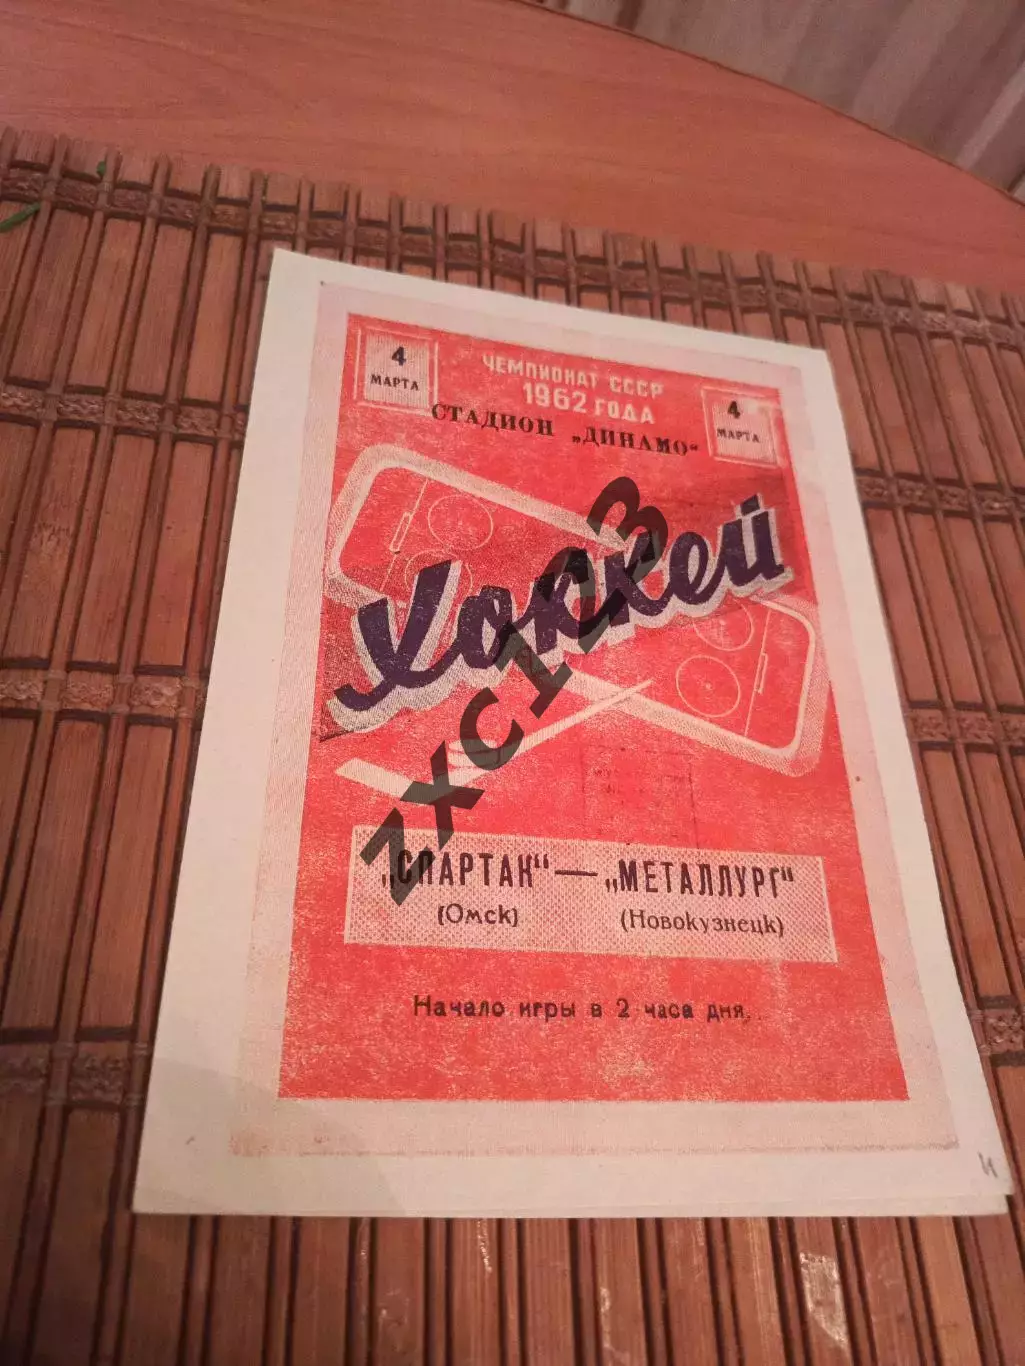 4
МАРТА
ЧЕМПИОНАТ СССР
1962 ГОДА
4
МАРТА
СТАДИОН „ДИНАМО“
Хоккей
zxc123
„СПАРТАК" — „МЕТАЛЛУРГ"
(Омск) (Новокузнецк)
Начало игры в 2 часа дня.